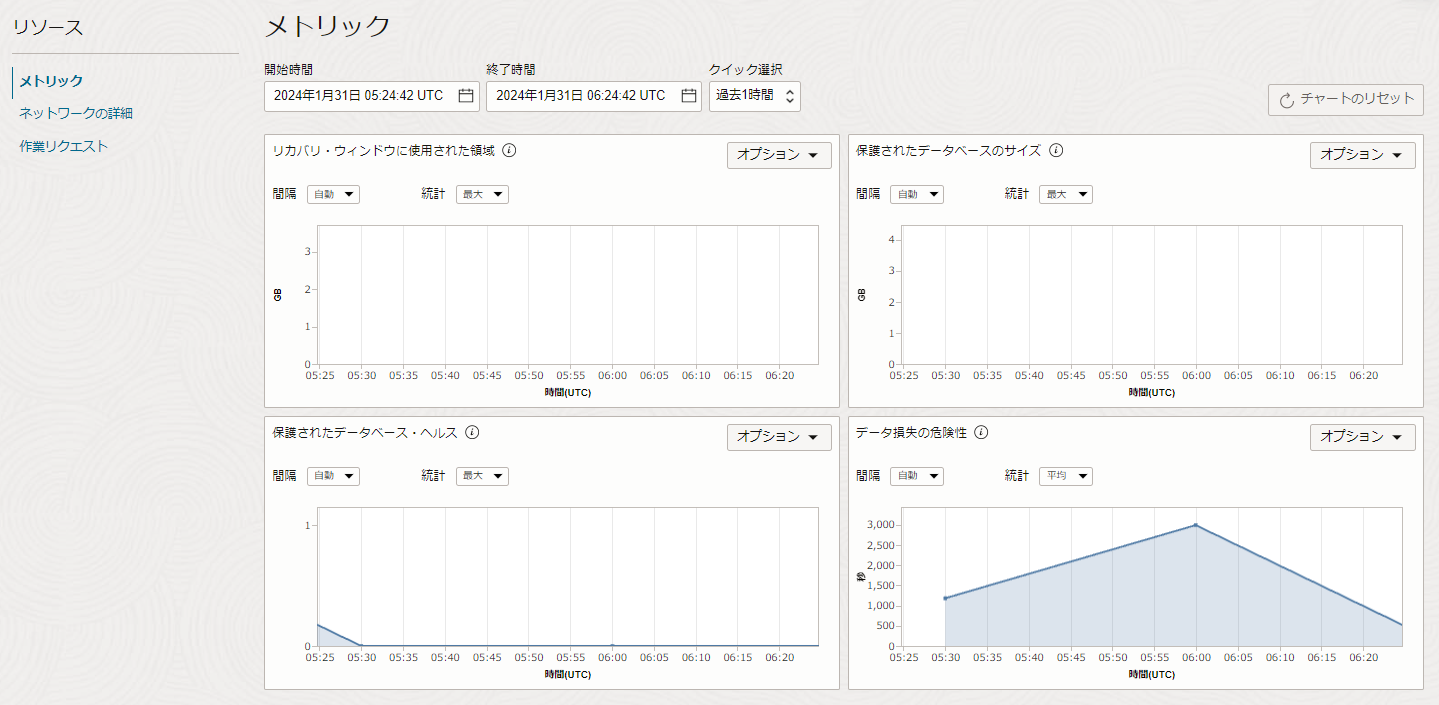 リソース
メトリック
ネットワークの詳細
作業リクエスト
メトリック
開始時間 終了時間 クイック選択
2024年1月31日 05:24:42 UTC 2024年1月31日 06:24:42 UTC 過去1時間 チャートのリセット
リカバリ・ウィンドウに使用された領域 オプション
間隔 自動 統計 最大
3
2
1
0
GB
05:25 05:30 05:35 05:40 05:45 05:50 05:55 06:00 06:05 06:10 06:15 06:20
時間(UTC)
保護されたデータベースのサイズ オプション
間隔 自動 統計 最大
4
3
2
1
0
GB
05:25 05:30 05:35 05:40 05:45 05:50 05:55 06:00 06:05 06:10 06:15 06:20
時間(UTC)
保護されたデータベース・ヘルス オプション
間隔 自動 統計 最大
1
0
05:25 05:30 05:35 05:40 05:45 05:50 05:55 06:00 06:05 06:10 06:15 06:20
時間(UTC)
データ損失の危険性 オプション
間隔 自動 統計 平均
3,000
2,500
2,000
1,500
1,000
500
0
秒
05:25 05:30 05:35 05:40 05:45 05:50 05:55 06:00 06:05 06:10 06:15 06:20
時間(UTC)